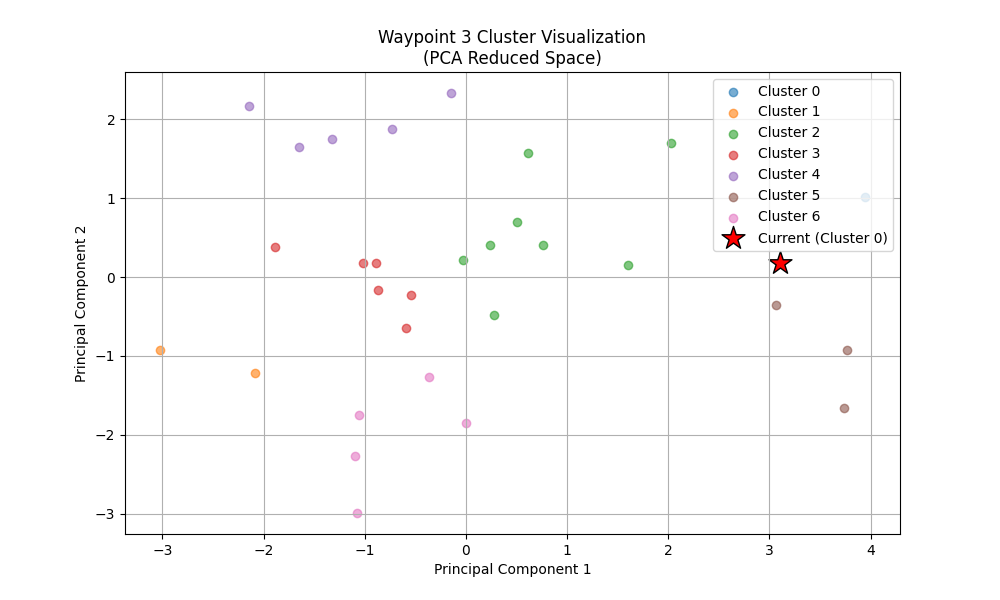 Waypoint 3 Cluster Visualization
(PCA Reduced Space)
Cluster 0
Cluster 1
Cluster 2
Cluster 3
Cluster 4
Cluster 5
Cluster 6
Current (Cluster 0)
Principal Component 2
2
1
0
−1
−2
−3
−3
−2
−1
0
1
2
3
4
Principal Component 1